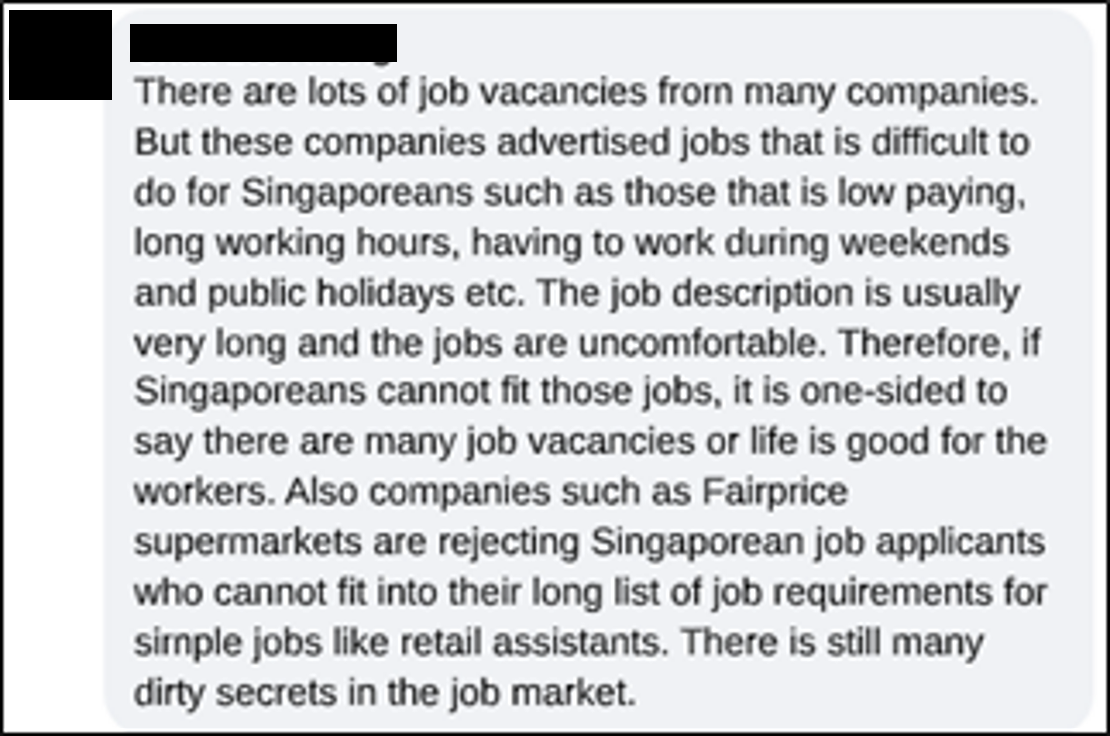 There are lots of job vacancies from many companies.
But these companies advertised jobs that is difficult to
do for Singaporeans such as those that is low paying,
long working hours, having to work during weekends
and public holidays etc. The job description is usually
very long and the jobs are uncomfortable. Therefore, if
Singaporeans cannot fit those jobs, it is one-sided to
say there are many job vacancies or life is good for the
workers. Also companies such as Fairprice
supermarkets are rejecting Singaporean job applicants
who cannot fit into their long list of job requirements for
simple jobs like retail assistants. There is still many
dirty secrets in the job market.